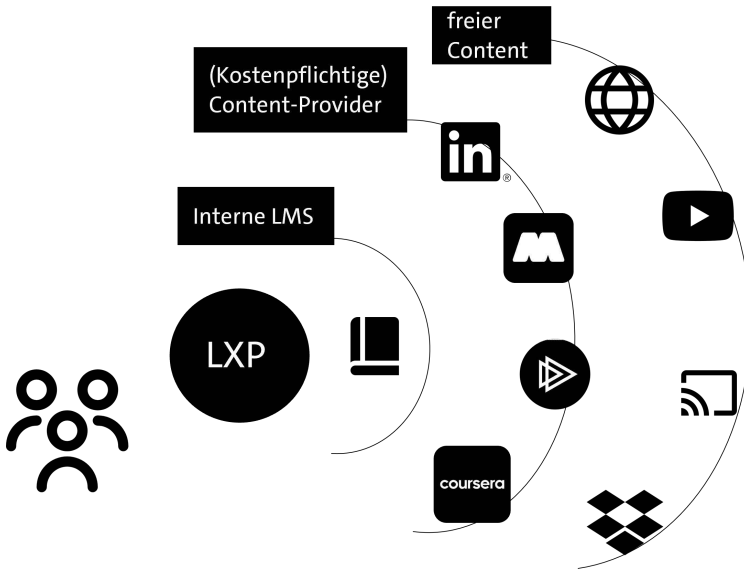 freier
Content
(Kostenpflichtige)
Content-Provider
in
®
Interne LMS
LXP
coursera